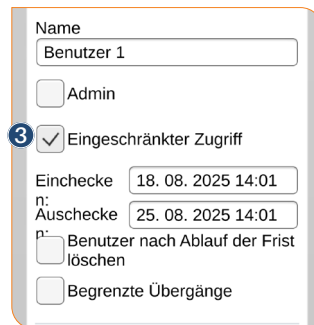 Name
Benutzer 1
Admin
3
Eingeschränkter Zugriff
Einchecke
n:
18. 08. 2025 14:01
Auschecke
n:
25. 08. 2025 14:01
Benutzer nach Ablauf der Frist
löschen
Begrenzte Übergänge